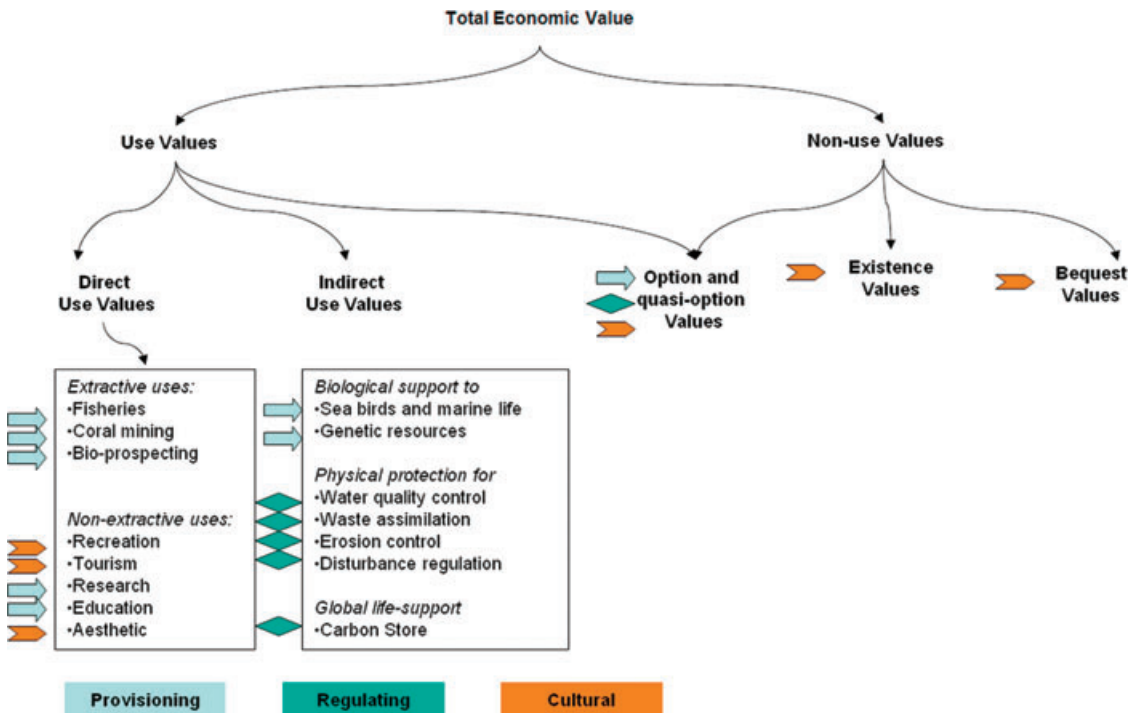 Total Economic Value
Use Values
Non-use Values
Direct
Use Values
Indirect
Use Values
Option and
quasi-option
Values
Existence
Values
Bequest
Values
Extractive uses:
•Fisheries
•Coral mining
•Bio-prospecting
Non-extractive uses:
•Recreation
•Tourism
•Research
•Education
•Aesthetic
Biological support to
•Sea birds and marine life
•Genetic resources
Physical protection for
•Water quality control
•Waste assimilation
•Erosion control
•Disturbance regulation
Global life-support
•Carbon Store
Provisioning
Regulating
Cultural